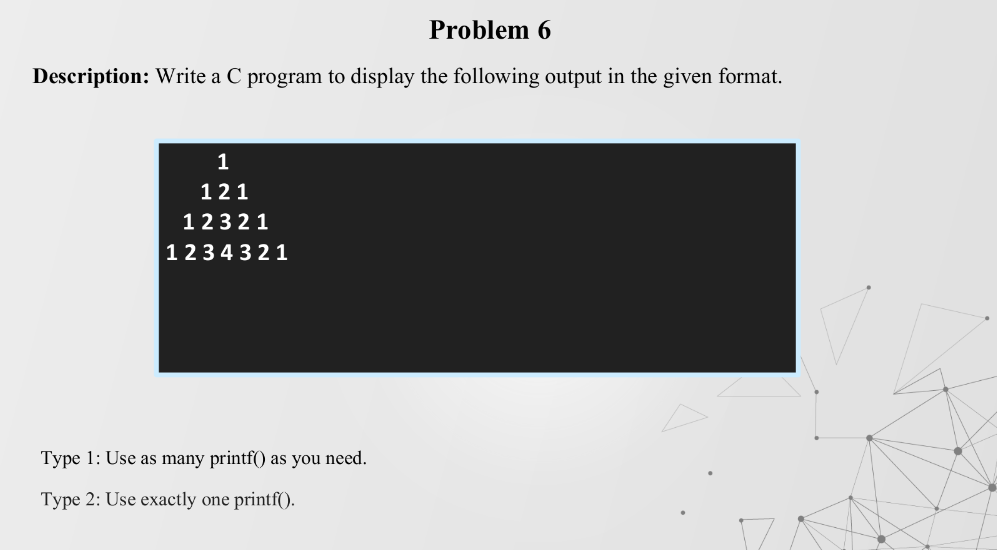 Problem 6
Description: Write a C program to display the following output in the given format.
1
1 2 1
1 2 3 2 1
1 2 3 4 3 2 1
Type 1: Use as many printf() as you need.
Type 2: Use exactly one printf().